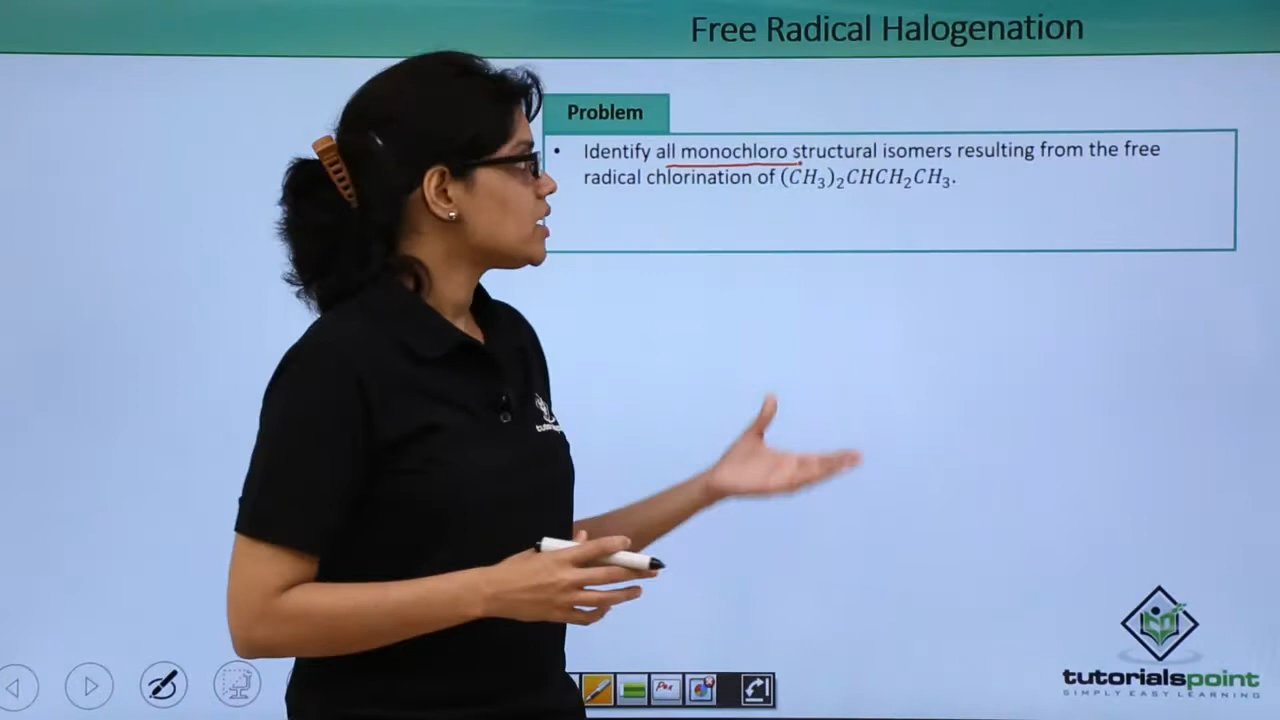 Free Radical Halogenation
Problem
• Identify all monochloro structural isomers resulting from the free
radical chlorination of (CH₃)₂CHCH₂CH₃.
tutorialspoint
SIMPLY EASY LEARNING